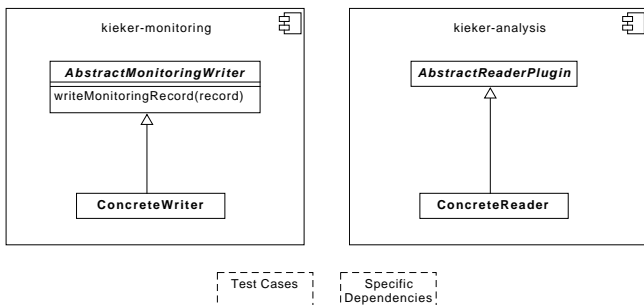 kieker-monitoring
AbstractMonitoringWriter
writeMonitoringRecord(record)
ConcreteWriter
kieker-analysis
AbstractReaderPlugin
ConcreteReader
Test Cases
Specific
Dependencies